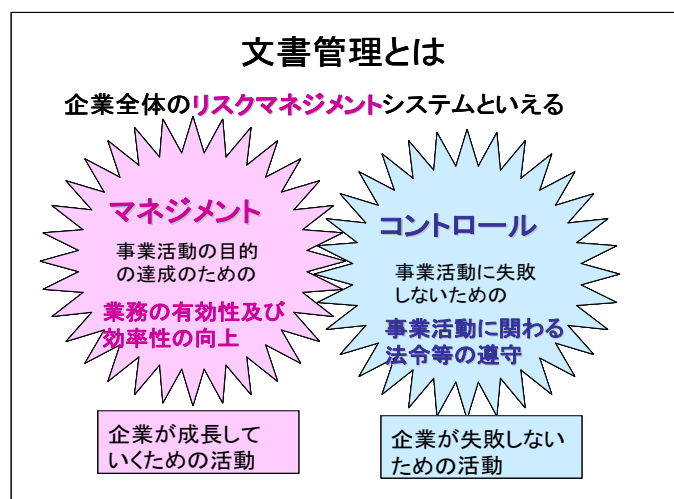 文書管理とは
企業全体のリスクマネジメントシステムといえる
マネジメント
事業活動の目的
の達成のための
業務の有効性及び
効率性の向上
コントロール
事業活動に失敗
しないための
事業活動に関わる
法令等の遵守
企業が成長して
いくための活動
企業が失敗しない
ための活動